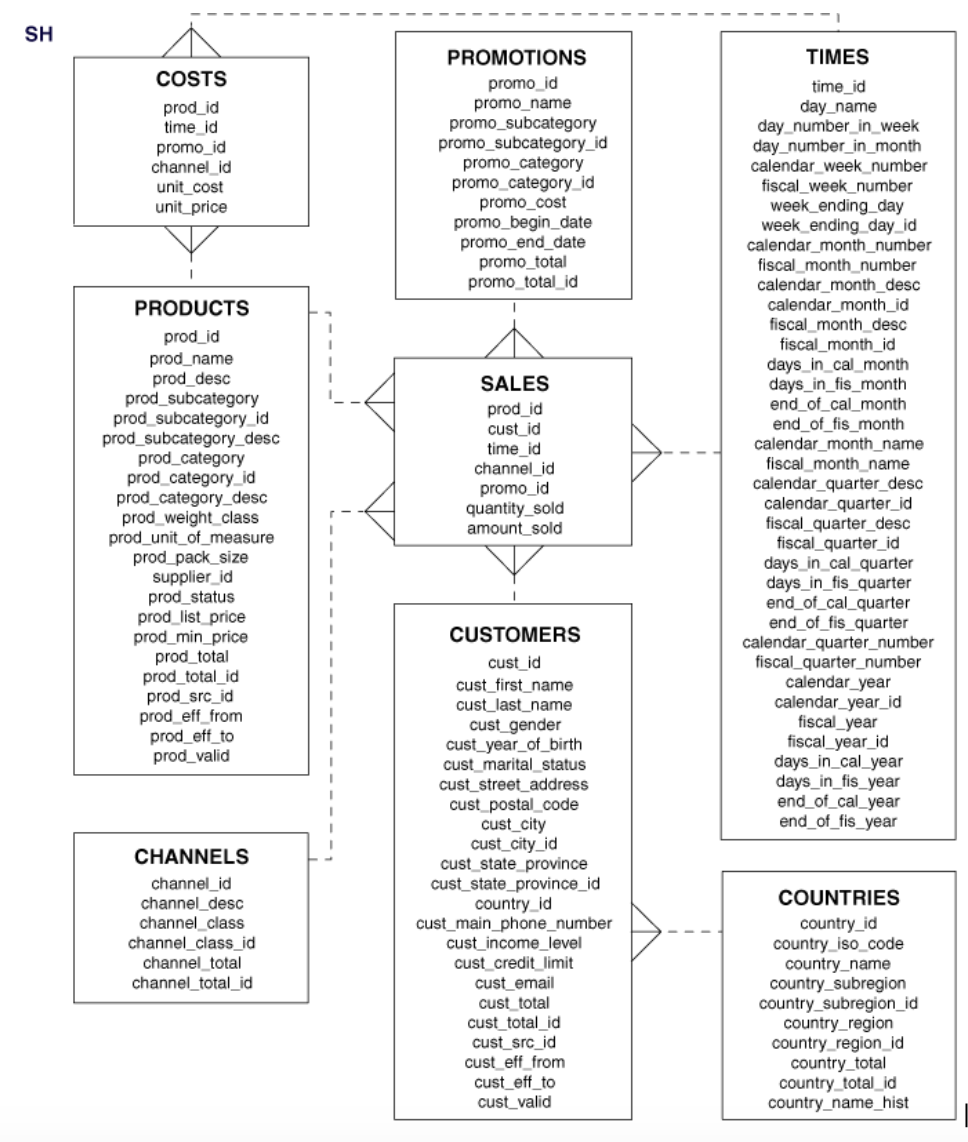 SH
COSTS
prod_id
time_id
promo_id
channel_id
unit_cost
unit_price
PROMOTIONS
promo_id
promo_name
promo_subcategory
promo_subcategory_id
promo_category
promo_category_id
promo_cost
promo_begin_date
promo_end_date
promo_total
promo_total_id
TIMES
time_id
day_name
day_number_in_week
day_number_in_month
calendar_week_number
fiscal_week_number
week_ending_day
week_ending_day_id
calendar_month_number
fiscal_month_number
calendar_month_desc
calendar_month_id
fiscal_month_desc
fiscal_month_id
days_in_cal_month
days_in_fis_month
end_of_cal_month
end_of_fis_month
calendar_month_name
fiscal_month_name
calendar_quarter_desc
calendar_quarter_id
fiscal_quarter_desc
fiscal_quarter_id
days_in_cal_quarter
days_in_fis_quarter
end_of_cal_quarter
end_of_fis_quarter
calendar_quarter_number
fiscal_quarter_number
calendar_year
calendar_year_id
fiscal_year
fiscal_year_id
days_in_cal_year
days_in_fis_year
end_of_cal_year
end_of_fis_year
PRODUCTS
prod_id
prod_name
prod_desc
prod_subcategory
prod_subcategory_id
prod_subcategory_desc
prod_category
prod_category_id
prod_category_desc
prod_weight_class
prod_unit_of_measure
prod_pack_size
supplier_id
prod_status
prod_list_price
prod_min_price
prod_total
prod_total_id
prod_src_id
prod_eff_from
prod_eff_to
prod_valid
SALES
prod_id
cust_id
time_id
channel_id
promo_id
quantity_sold
amount_sold
CUSTOMERS
cust_id
cust_first_name
cust_last_name
cust_gender
cust_year_of_birth
cust_marital_status
cust_street_address
cust_postal_code
cust_city
cust_city_id
cust_state_province
cust_state_province_id
country_id
cust_main_phone_number
cust_income_level
cust_credit_limit
cust_email
cust_total
cust_total_id
cust_src_id
cust_eff_from
cust_eff_to
cust_valid
CHANNELS
channel_id
channel_desc
channel_class
channel_class_id
channel_total
channel_total_id
COUNTRIES
country_id
country_iso_code
country_name
country_subregion
country_subregion_id
country_region
country_region_id
country_total
country_total_id
country_name_hist